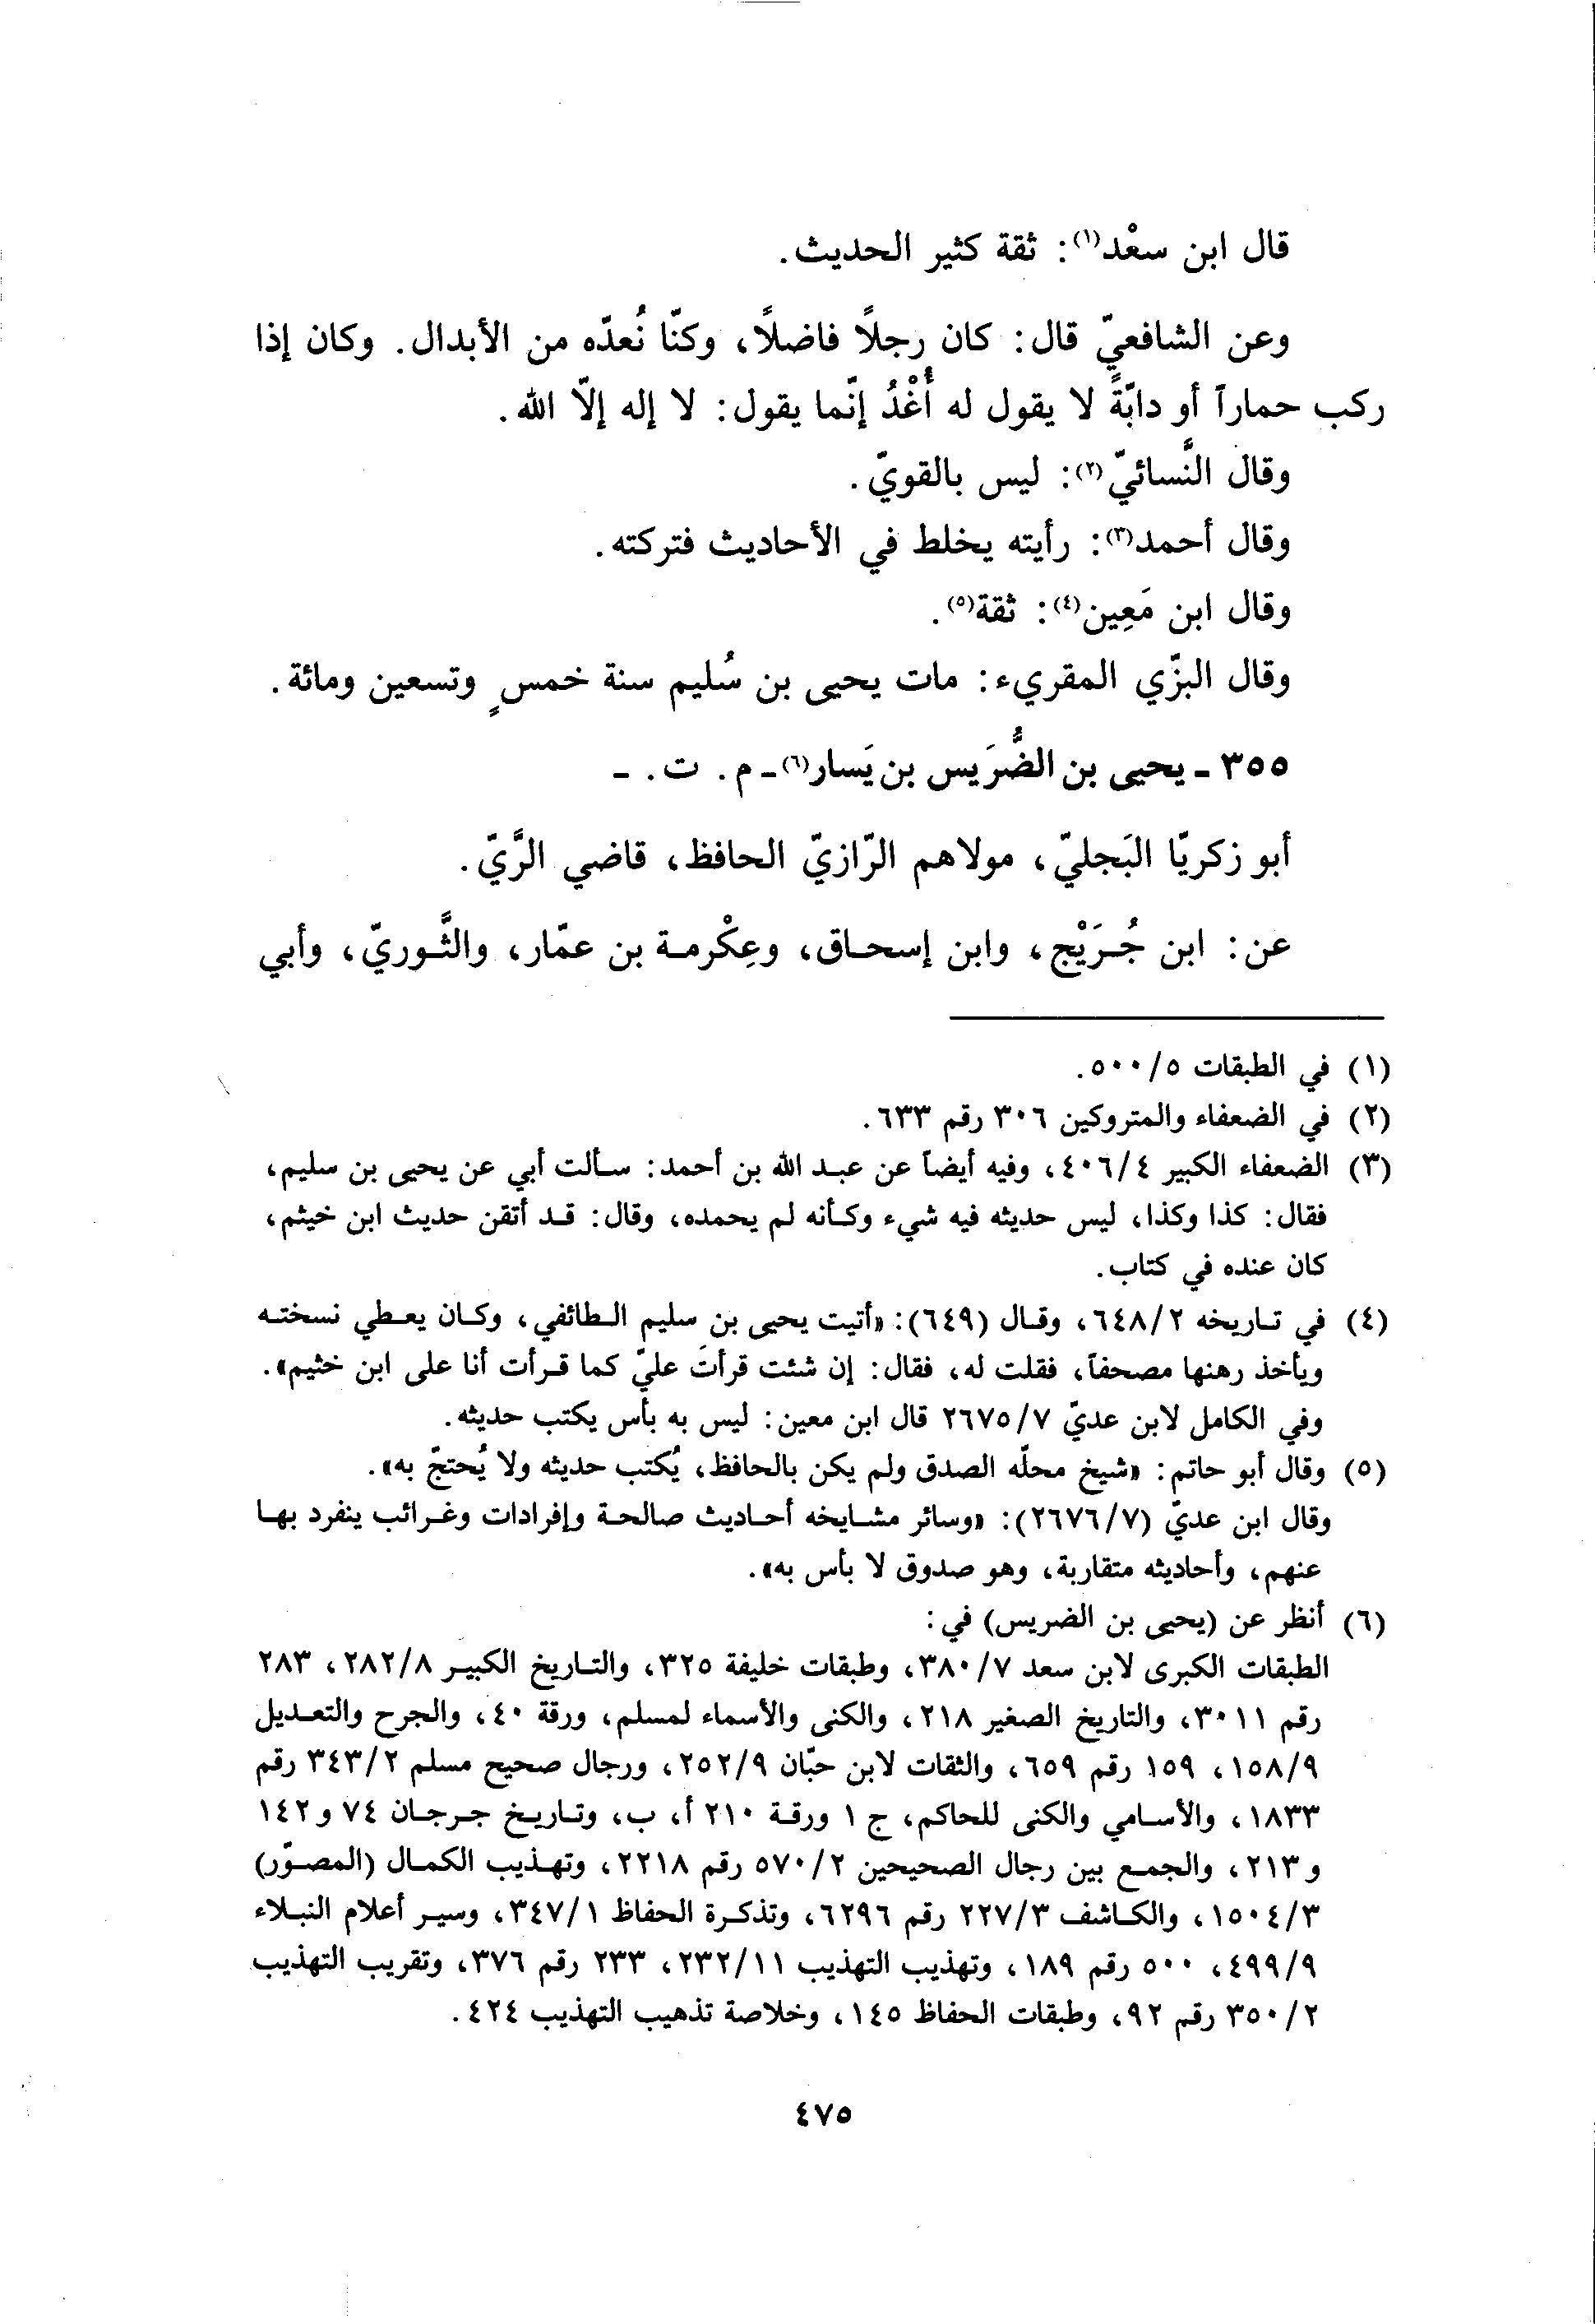 قال ابن سعْد(١): ثقة كثير الحديث.
وعن الشافعيّ قال: كان رجلاً فاضلاً، وكنّا نُعدّه من الأبدال. وكان إذا
ركب حماراً أو دابّةً لا يقول له أُغْدُ إنّما يقول: لا إله إلّا الله.
وقال النَّسائيّ(٢): ليس بالقويّ.
وقال أحمد(٣): رأيته يخلط في الأحاديث فتركته.
وقال ابن مَعِين(٤): ثقة(٥).
وقال البزّي المقريء: مات يحيى بن سُليم سنة خمسٍ وتسعين ومائة.
٣٥٥ - يحيى بن الضُّرَيس بن يَسار(٦) - م. ت. -
أبو زكريّا البَجليّ، مولاهم الرّازيّ الحافظ، قاضي الرَّيّ.
عن: ابن جُرَيْج، وابن إسحاق، وعِكْرمة بن عمّار، والثَّوريّ، وأبي
(١) في الطبقات ٥/٥٠٠.
(٢) في الضعفاء والمتروكين ٣٠٦ رقم ٦٣٣.
(٣) الضعفاء الكبير ٤/٤٠٦، وفيه أيضاً عن عبد الله بن أحمد: سألت أبي عن يحيى بن سليم،
فقال: كذا وكذا، ليس حديثه فيه شيء وكأنه لم يحمده، وقال: قد أتقن حديث ابن خيثم،
كان عنده في كتاب.
(٤) في تاريخه ٢/٦٤٨، وقال (٦٤٩): «أتيت يحيى بن سليم الطائفي، وكان يعطي نسخته
ويأخذ رهنها مصحفاً، فقلت له، فقال: إن شئت قرأتَ عليّ كما قرأت أنا على ابن خثيم».
وفي الكامل لابن عديّ ٧/٢٦٧٥ قال ابن معين: ليس به بأس يكتب حديثه.
(٥) وقال أبو حاتم: «شيخ محلّه الصدق ولم يكن بالحافظ، يُكتب حديثه ولا يُحتجّ به».
وقال ابن عديّ (٧/٢٦٧٦): «وسائر مشايخه أحاديث صالحة وإفرادات وغرائب ينفرد بها
عنهم، وأحاديثه متقاربة، وهو صدوق لا بأس به».
(٦) أنظر عن (يحيى بن الضريس) في:
الطبقات الكبرى لابن سعد ٧/٣٨٠، وطبقات خليفة ٣٢٥، والتاريخ الكبير ٨/٢٨٢، ٢٨٣
رقم ٣٠١١، والتاريخ الصغير ٢١٨، والكنى والأسماء لمسلم، ورقة ٤٠، والجرح والتعديل
٩/١٥٨، ١٥٩ رقم ٦٥٩، والثقات لابن حبّان ٩/٢٥٢، ورجال صحيح مسلم ٢/٣٤٣ رقم
١٨٣٣، والأسامي والكنى للحاكم، ج ١ ورقة ٢١٠ أ، ب، وتاريخ جرجان ٧٤ و١٤٢
و٢١٣، والجمع بين رجال الصحيحين ٢/٥٧٠ رقم ٢٢١٨، وتهذيب الكمال (المصوّر)
٣/١٥٠٤، والكاشف ٣/٢٢٧ رقم ٦٢٩٦، وتذكرة الحفاظ ١/٣٤٧، وسير أعلام النبلاء
٩/٤٩٩، ٥٠٠ رقم ١٨٩، وتهذيب التهذيب ١١/٢٣٢، ٢٣٣ رقم ٣٧٦، وتقريب التهذيب
٢/٣٥٠ رقم ٩٢، وطبقات الحفاظ ١٤٥، وخلاصة تذهيب التهذيب ٤٢٤.
٤٧٥